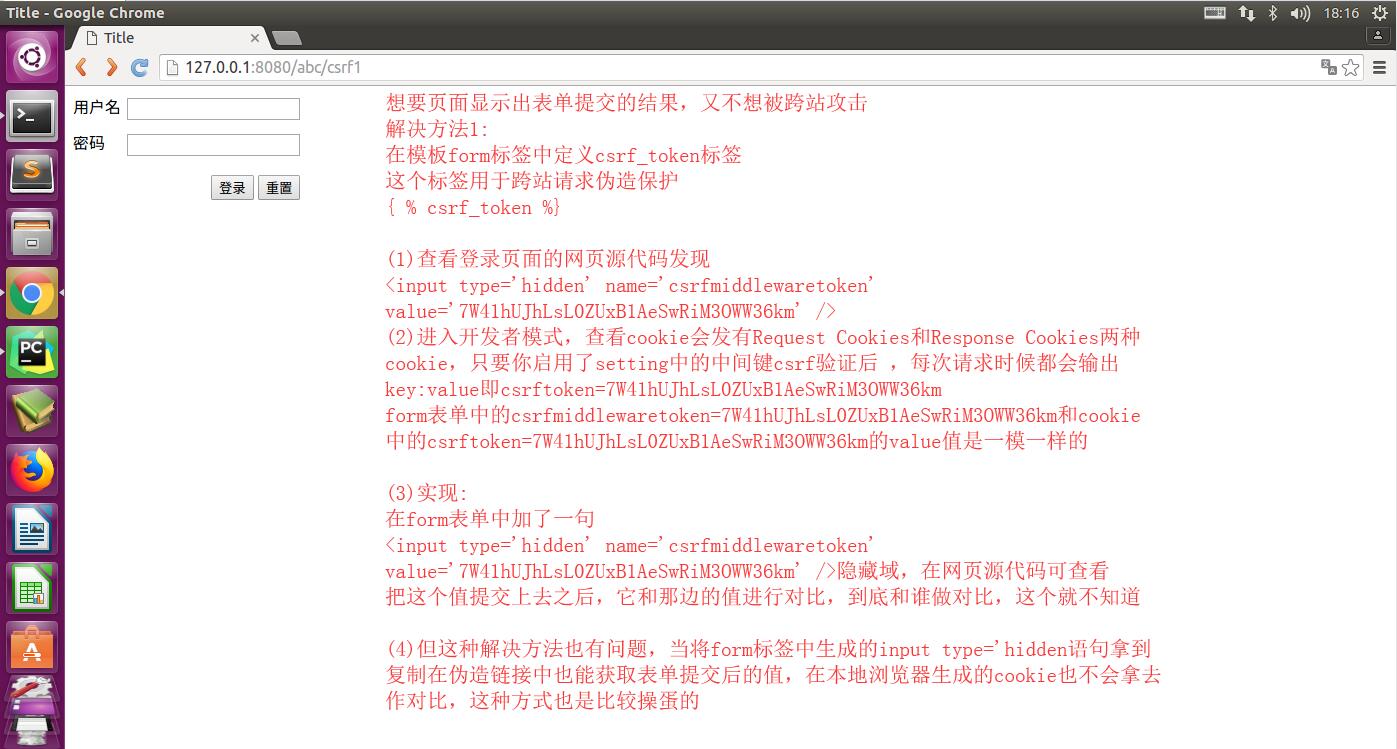 Title - Google Chrome
18:16
Title
127.0.0.1:8080/abc/csrf1
用户名
密码
登录 重置
想要页面显示出表单提交的结果，又不想被跨站攻击
解决方法1:
在模板form标签中定义csrf_token标签
这个标签用于跨站请求伪造保护
{ % csrf_token %}
(1)查看登录页面的网页源代码发现
<input type='hidden' name='csrfmiddlewaretoken'
value='7W41hUJhLsL0ZUxB1AeSwRiM3OWW36km' />
(2)进入开发者模式，查看cookie会发有Request Cookies和Response Cookies两种
cookie，只要你启用了setting中的中间键csrf验证后 ，每次请求时候都会输出
key:value即csrftoken=7W41hUJhLsL0ZUxB1AeSwRiM3OWW36km
form表单中的csrfmiddlewaretoken=7W41hUJhLsL0ZUxB1AeSwRiM3OWW36km和cookie
中的csrftoken=7W41hUJhLsL0ZUxB1AeSwRiM3OWW36km的value值是一模一样的
(3)实现:
在form表单中加了一句
<input type='hidden' name='csrfmiddlewaretoken'
value='7W41hUJhLsL0ZUxB1AeSwRiM3OWW36km' />隐藏域，在网页源代码可查看
把这个值提交上去之后，它和那边的值进行对比，到底和谁做对比，这个就不知道
(4)但这种解决方法也有问题，当将form标签中生成的input type='hidden语句拿到
复制在伪造链接中也能获取表单提交后的值，在本地浏览器生成的cookie也不会拿去
作对比，这种方式也是比较操蛋的
S
PC
A